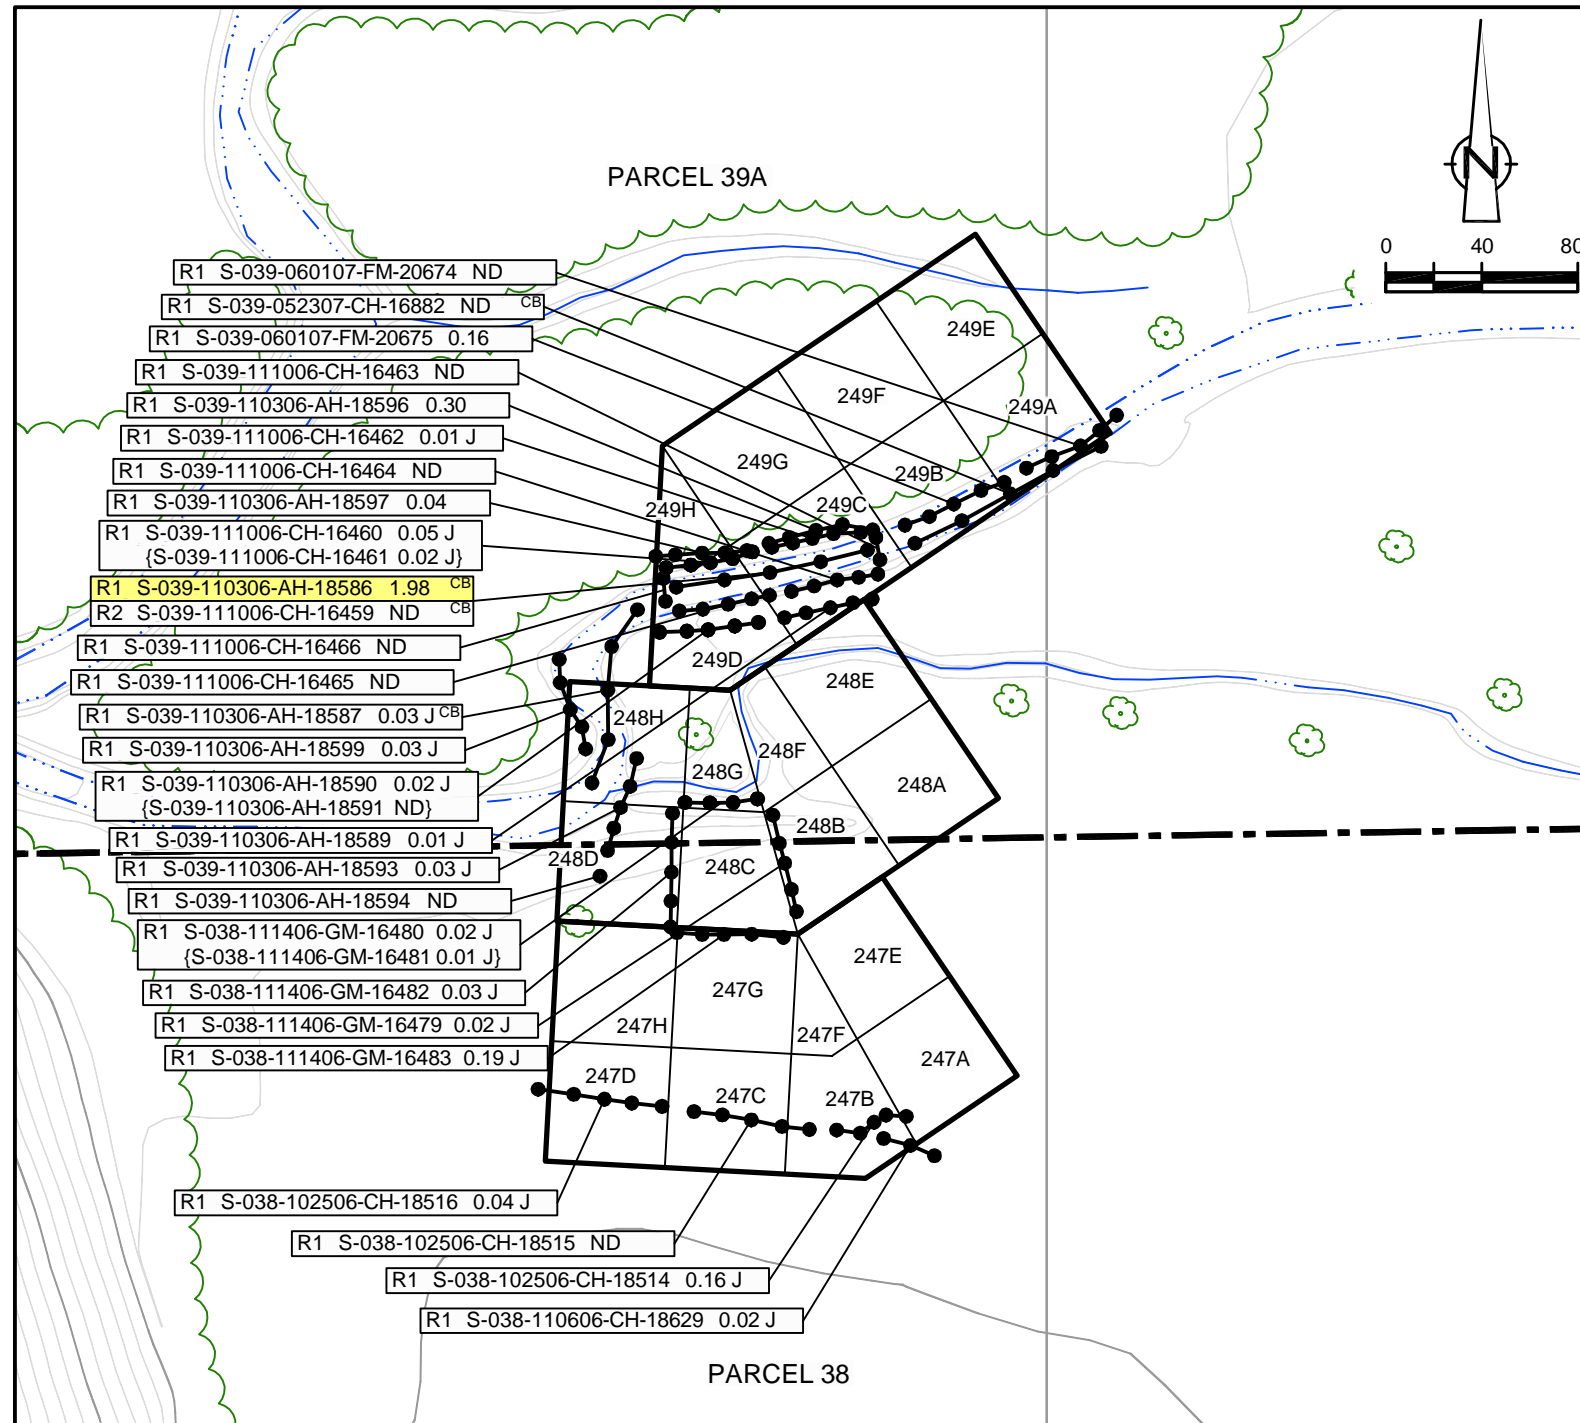 PARCEL 39A
N
0 40 80
R1 S-039-060107-FM-20674 ND
R1 S-039-052307-CH-16882 ND CB
R1 S-039-060107-FM-20675 0.16
R1 S-039-111006-CH-16463 ND
R1 S-039-110306-AH-18596 0.30
R1 S-039-111006-CH-16462 0.01 J
R1 S-039-111006-CH-16464 ND
R1 S-039-110306-AH-18597 0.04
R1 S-039-111006-CH-16460 0.05 J
{S-039-111006-CH-16461 0.02 J}
R1 S-039-110306-AH-18586 1.98 CB
R2 S-039-111006-CH-16459 ND CB
R1 S-039-111006-CH-16466 ND
R1 S-039-111006-CH-16465 ND
R1 S-039-110306-AH-18587 0.03 J CB
R1 S-039-110306-AH-18599 0.03 J
R1 S-039-110306-AH-18590 0.02 J
{S-039-110306-AH-18591 ND}
R1 S-039-110306-AH-18589 0.01 J
R1 S-039-110306-AH-18593 0.03 J
R1 S-039-110306-AH-18594 ND
R1 S-038-111406-GM-16480 0.02 J
{S-038-111406-GM-16481 0.01 J}
R1 S-038-111406-GM-16482 0.03 J
R1 S-038-111406-GM-16479 0.02 J
R1 S-038-111406-GM-16483 0.19 J
R1 S-038-102506-CH-18516 0.04 J
R1 S-038-102506-CH-18515 ND
R1 S-038-102506-CH-18514 0.16 J
R1 S-038-110606-CH-18629 0.02 J
249E
249F
249A
249G
249B
249H
249C
249D
248E
248H
248F
248G
248A
248B
248D
248C
247E
247G
247H
247F
247A
247D
247C
247B
PARCEL 38